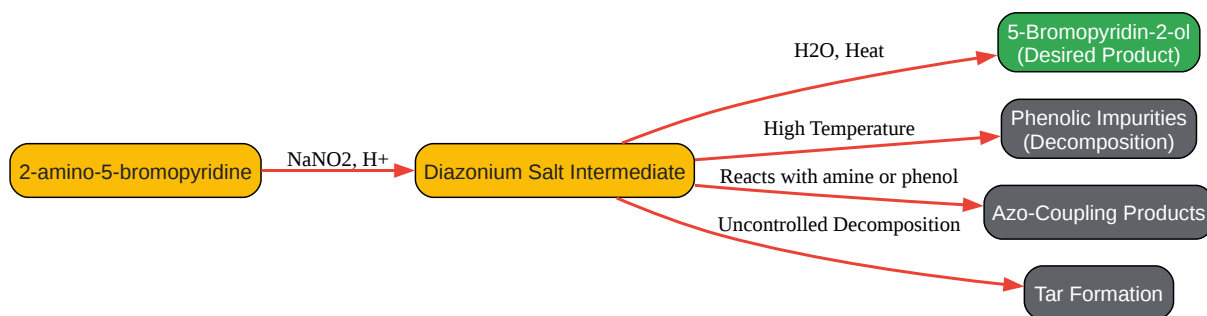 2-amino-5-bromopyridine
NaNO2, H+
Diazonium Salt Intermediate
H2O, Heat
5-Bromopyridin-2-ol
(Desired Product)
High Temperature
Phenolic Impurities
(Decomposition)
Reacts with amine or phenol
Azo-Coupling Products
Uncontrolled Decomposition
Tar Formation